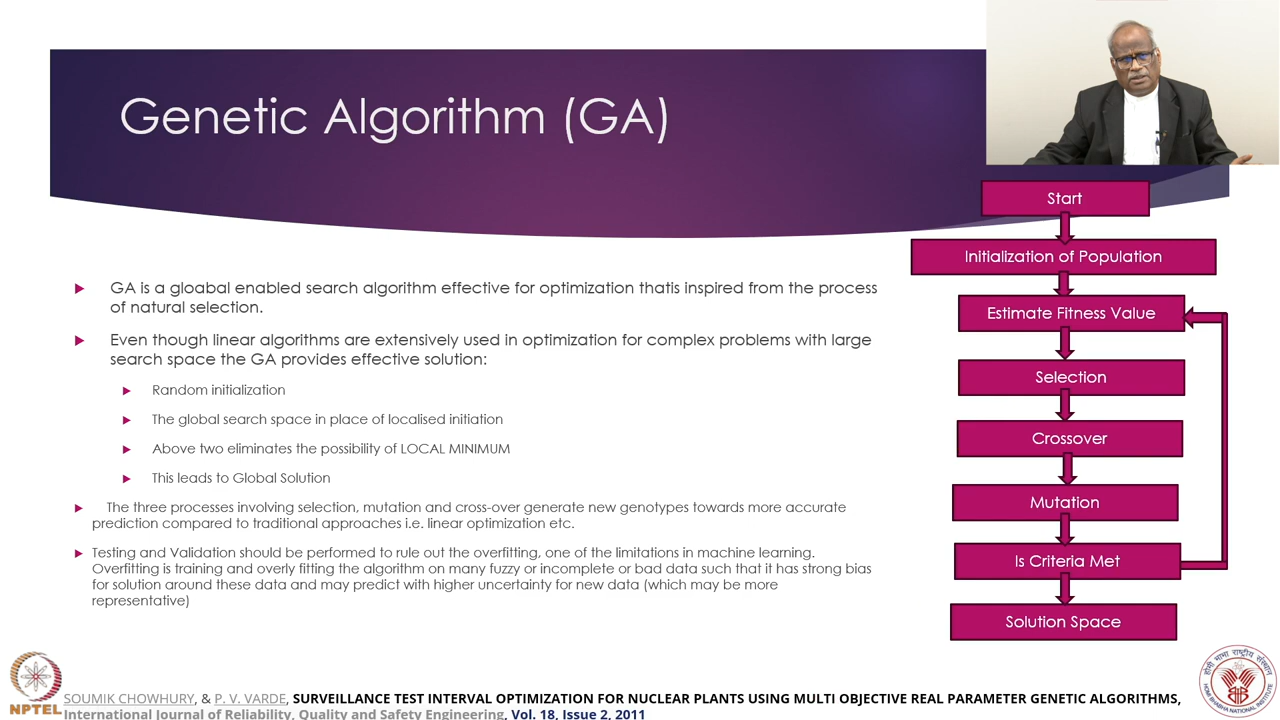 Genetic Algorithm (GA)
GA is a gloabal enabled search algorithm effective for optimization thatis inspired from the process
of natural selection.
Even though linear algorithms are extensively used in optimization for complex problems with large
search space the GA provides effective solution:
Random initialization
The global search space in place of localised initiation
Above two eliminates the possibility of LOCAL MINIMUM
This leads to Global Solution
The three processes involving selection, mutation and cross-over generate new genotypes towards more accurate
prediction compared to traditional approaches i.e. linear optimization etc.
Testing and Validation should be performed to rule out the overfitting, one of the limitations in machine learning.
Overfitting is training and overly fitting the algorithm on many fuzzy or incomplete or bad data such that it has strong bias
for solution around these data and may predict with higher uncertainty for new data (which may be more
representative)
Start
Initialization of Population
Estimate Fitness Value
Selection
Crossover
Mutation
Is Criteria Met
Solution Space
NPTEL
SOUMIK CHOWHURY, & P. V. VARDE, SURVEILLANCE TEST INTERVAL OPTIMIZATION FOR NUCLEAR PLANTS USING MULTI OBJECTIVE REAL PARAMETER GENETIC ALGORITHMS,
International Journal of Reliability, Quality and Safety Engineering, Vol. 18, Issue 2, 2011
होमी भाभा राष्ट्रीय संस्थान
HOMI BHABHA NATIONAL INSTITUTE